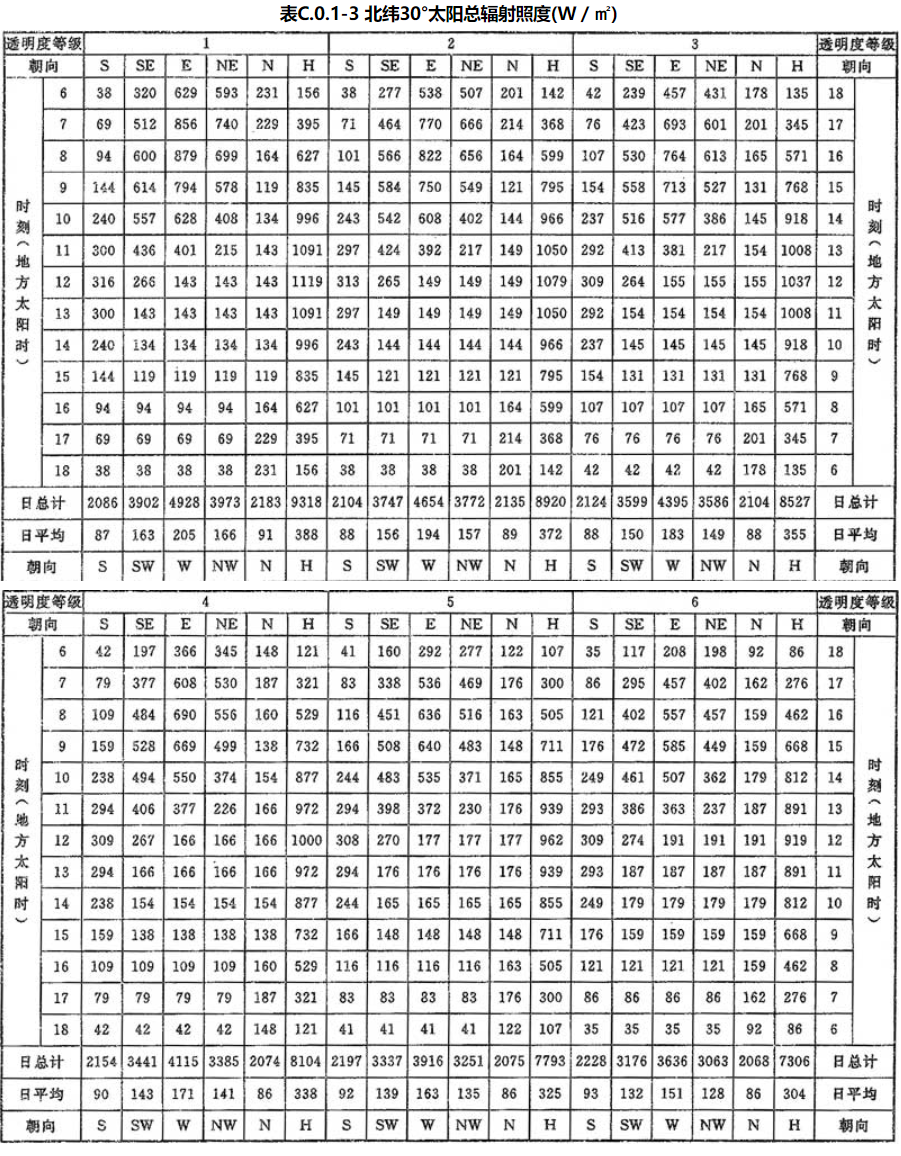 表C.0.1-3 北纬30°太阳总辐射照度(W / ㎡)
透明度等级 1 2 3 透明度等级
朝向 S SE E NE N H S SE E NE N H S SE E NE N H 朝向
时刻(地方太阳时) 6 38 320 629 593 231 156 38 277 538 507 201 142 42 239 457 431 178 135 18 时刻(地方太阳时)
7 69 512 856 740 229 395 71 464 770 666 214 368 76 423 693 601 201 345 17
8 94 600 879 699 164 627 101 566 822 656 164 599 107 530 764 613 165 571 16
9 144 614 794 578 119 835 145 584 750 549 121 795 154 558 713 527 131 768 15
10 240 557 628 408 134 996 243 542 608 402 144 966 237 516 577 386 145 918 14
11 300 436 401 215 143 1091 297 424 392 217 149 1050 292 413 381 217 154 1008 13
12 316 266 143 143 143 1119 313 265 149 149 149 1079 309 264 155 155 155 1037 12
13 300 143 143 143 143 1091 297 149 149 149 149 1050 292 154 154 154 154 1008 11
14 240 134 134 134 134 996 243 144 144 144 144 966 237 145 145 145 145 918 10
15 144 119 119 119 119 835 145 121 121 121 121 795 154 131 131 131 131 768 9
16 94 94 94 94 164 627 101 101 101 101 164 599 107 107 107 107 165 571 8
17 69 69 69 69 229 395 71 71 71 71 214 368 76 76 76 76 201 345 7
18 38 38 38 38 231 156 38 38 38 38 201 142 42 42 42 42 178 135 6
日总计 2086 3902 4928 3973 2183 9318 2104 3747 4654 3772 2135 8920 2124 3599 4395 3586 2104 8527 日总计
日平均 87 163 205 166 91 388 88 156 194 157 89 372 88 150 183 149 88 355 日平均
朝向 S SW W NW N H S SW W NW N H S SW W NW N H 朝向
透明度等级 4 5 6 透明度等级
朝向 S SE E NE N H S SE E NE N H S SE E NE N H 朝向
时刻(地方太阳时) 6 42 197 366 345 148 121 41 160 292 277 122 107 35 117 208 198 92 86 18 时刻(地方太阳时)
7 79 377 608 530 187 321 83 338 536 469 176 300 86 295 457 402 162 276 17
8 109 484 690 556 160 529 116 451 636 516 163 505 121 402 557 457 159 462 16
9 159 528 669 499 138 732 166 508 640 483 148 711 176 472 585 449 159 668 15
10 238 494 550 374 154 877 244 483 535 371 165 855 249 461 507 362 179 812 14
11 294 406 377 226 166 972 294 398 372 230 176 939 293 386 363 237 187 891 13
12 309 267 166 166 166 1000 308 270 177 177 177 962 309 274 191 191 191 919 12
13 294 166 166 166 166 972 294 176 176 176 176 939 293 187 187 187 187 891 11
14 238 154 154 154 154 877 244 165 165 165 165 855 249 179 179 179 179 812 10
15 159 138 138 138 138 732 166 148 148 148 148 711 176 159 159 159 159 668 9
16 109 109 109 109 160 529 116 116 116 116 163 505 121 121 121 121 159 462 8
17 79 79 79 79 187 321 83 83 83 83 176 300 86 86 86 86 162 276 7
18 42 42 42 42 148 121 41 41 41 41 122 107 35 35 35 35 92 86 6
日总计 2154 3441 4115 3385 2074 8104 2197 3337 3916 3251 2075 7793 2228 3176 3636 3063 2068 7306 日总计
日平均 90 143 171 141 86 338 92 139 163 135 86 325 93 132 151 128 86 304 日平均
朝向 S SW W NW N H S SW W NW N H S SW W NW N H 朝向